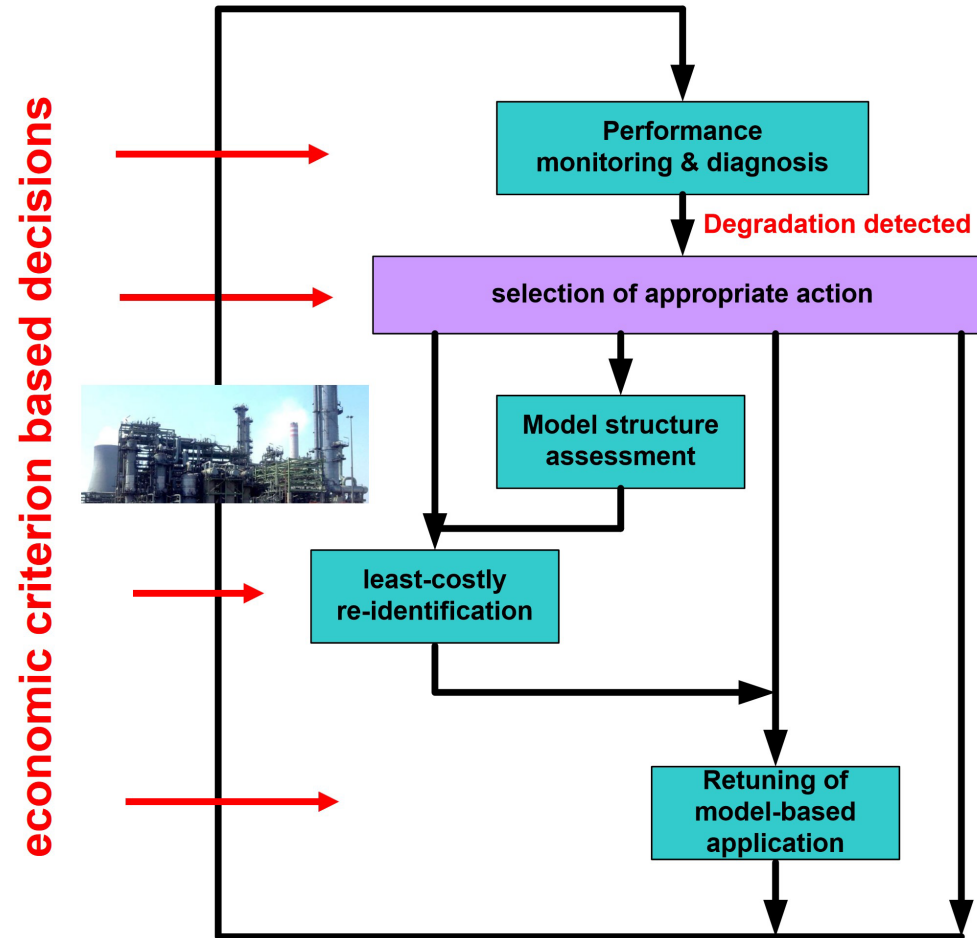 economic criterion based decisions
Performance
monitoring & diagnosis
Degradation detected
selection of appropriate action
Model structure
assessment
least-costly
re-identification
Retuning of
model-based
application